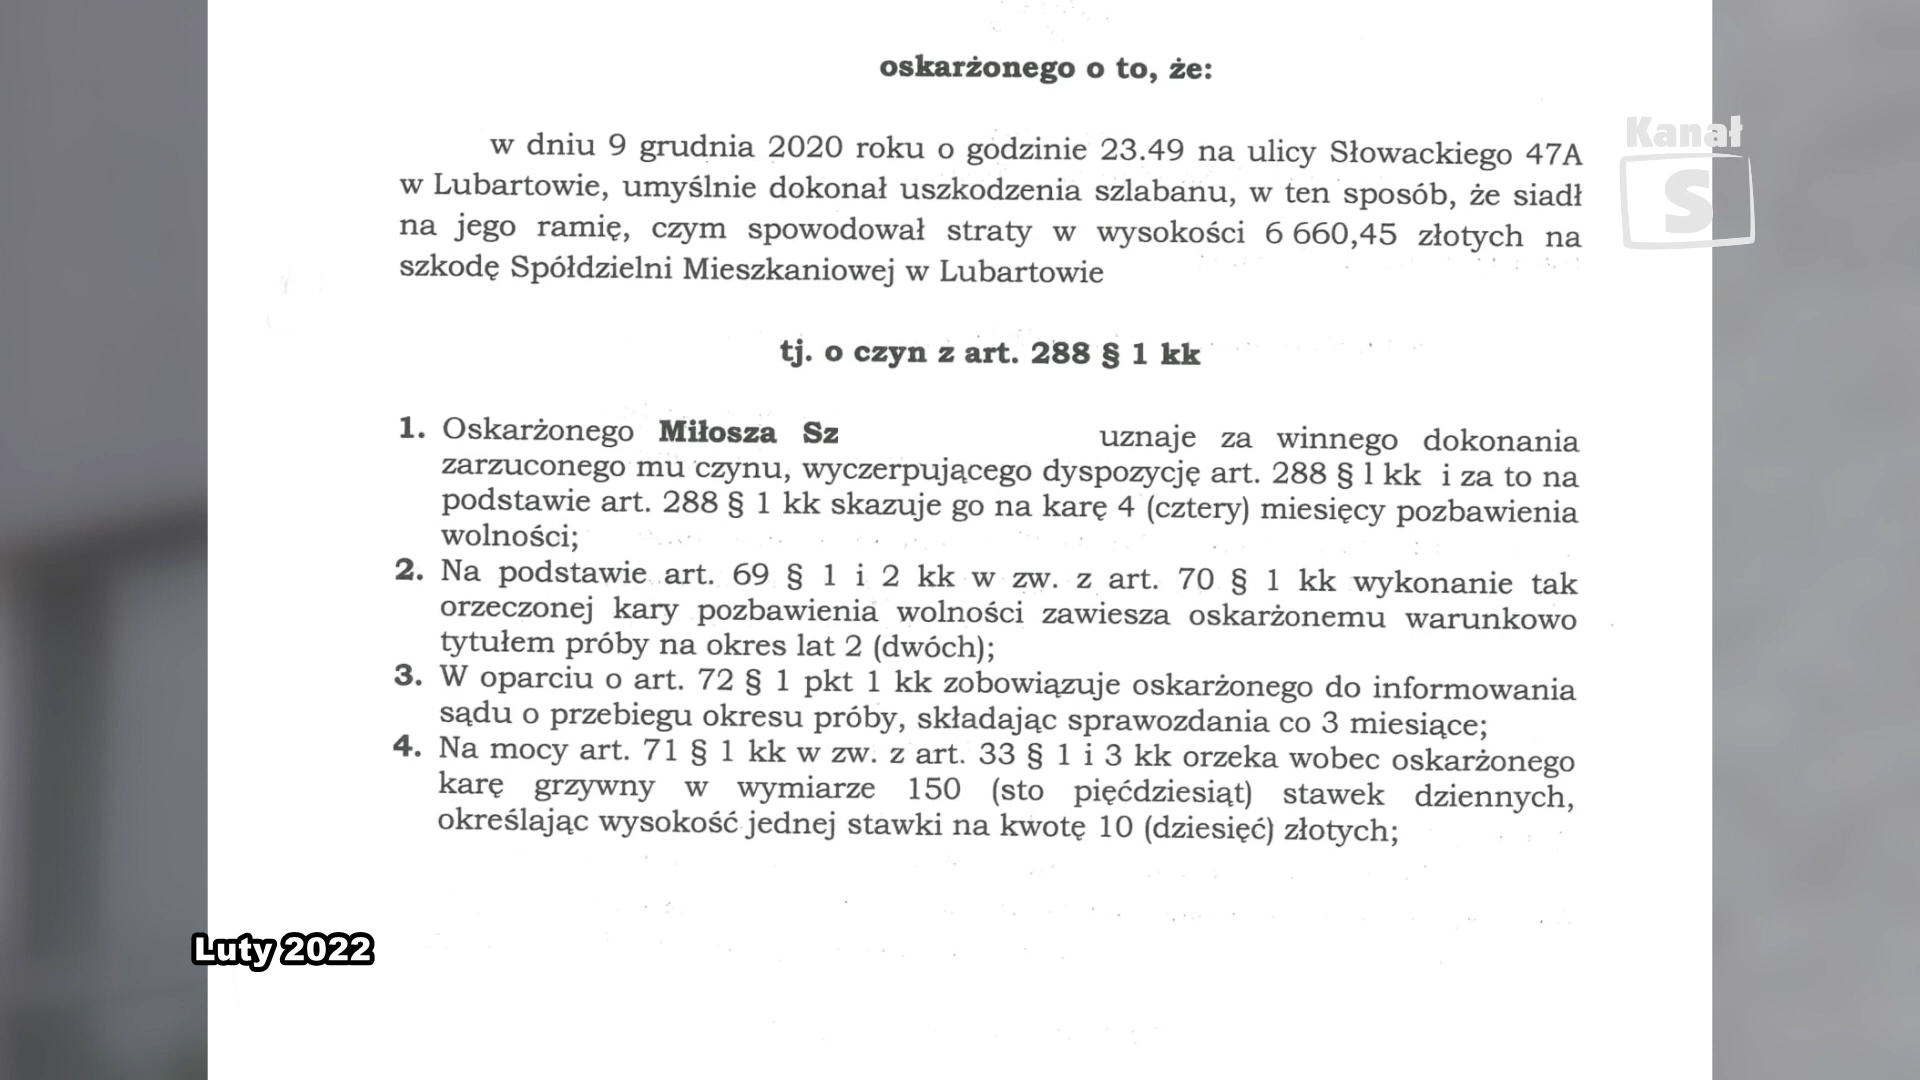 oskarżonego o to, że:
w dniu 9 grudnia 2020 roku o godzinie 23.49 na ulicy Słowackiego 47A
w Lubartowie, umyślnie dokonał uszkodzenia szlabanu, w ten sposób, że siadł
na jego ramię, czym spowodował straty w wysokości 6 660,45 złotych na
szkodę Spółdzielni Mieszkaniowej w Lubartowie
tj. o czyn z art. 288 § 1 kk
1. Oskarżonego Miłosza Sz uznaje za winnego dokonania
zarzuconego mu czynu, wyczerpującego dyspozycję art. 288 § 1 kk i za to na
podstawie art. 288 § 1 kk skazuje go na karę 4 (cztery) miesięcy pozbawienia
wolności;
2. Na podstawie art. 69 § 1 i 2 kk w zw. z art. 70 § 1 kk wykonanie tak
orzeczonej kary pozbawienia wolności zawiesza oskarżonemu warunkowo
tytułem próby na okres lat 2 (dwóch);
3. W oparciu o art. 72 § 1 pkt 1 kk zobowiązuje oskarżonego do informowania
sądu o przebiegu okresu próby, składając sprawozdania co 3 miesiące;
4. Na mocy art. 71 § 1 kk w zw. z art. 33 § 1 i 3 kk orzeka wobec oskarżonego
karę grzywny w wymiarze 150 (sto pięćdziesiąt) stawek dziennych,
określając wysokość jednej stawki na kwotę 10 (dziesięć) złotych;
Kanał
S
Luty 2022